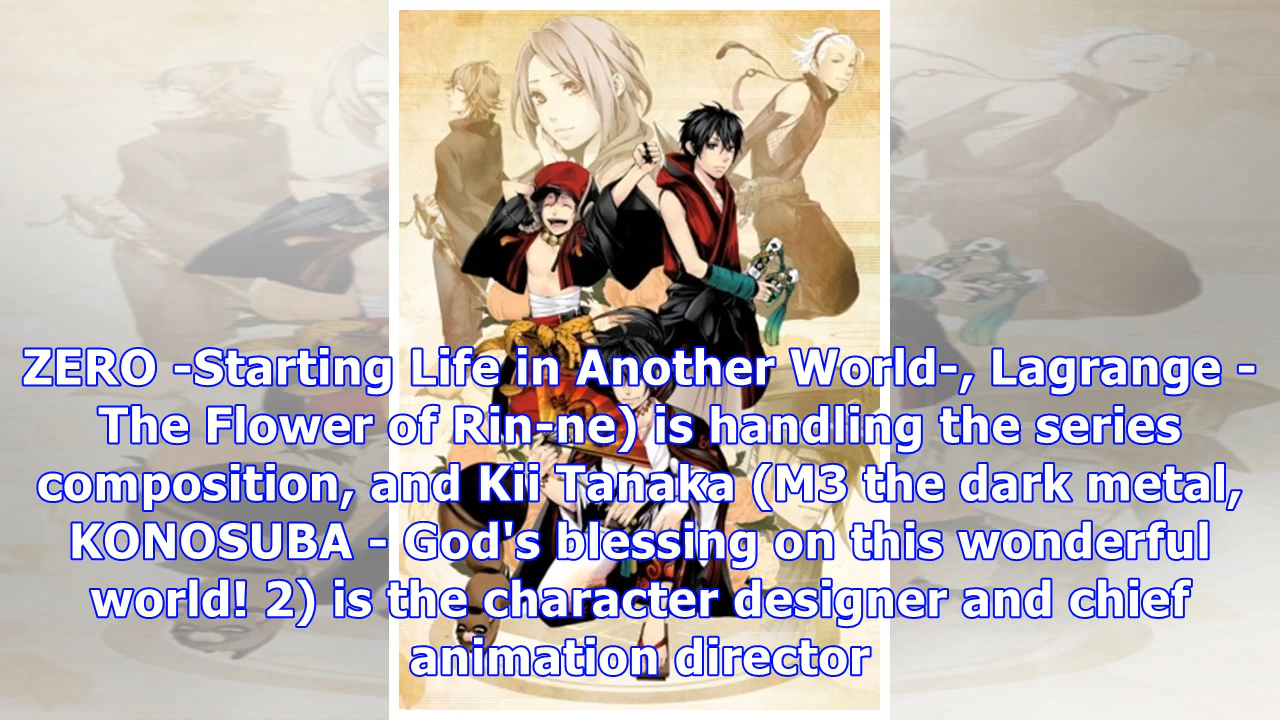 ZERO -Starting Life in Another World-, Lagrange -
The Flower of Rin-ne) is handling the series
composition, and Kii Tanaka (M3 the dark metal,
KONOSUBA - God's blessing on this wonderful
world! 2) is the character designer and chief
animation director